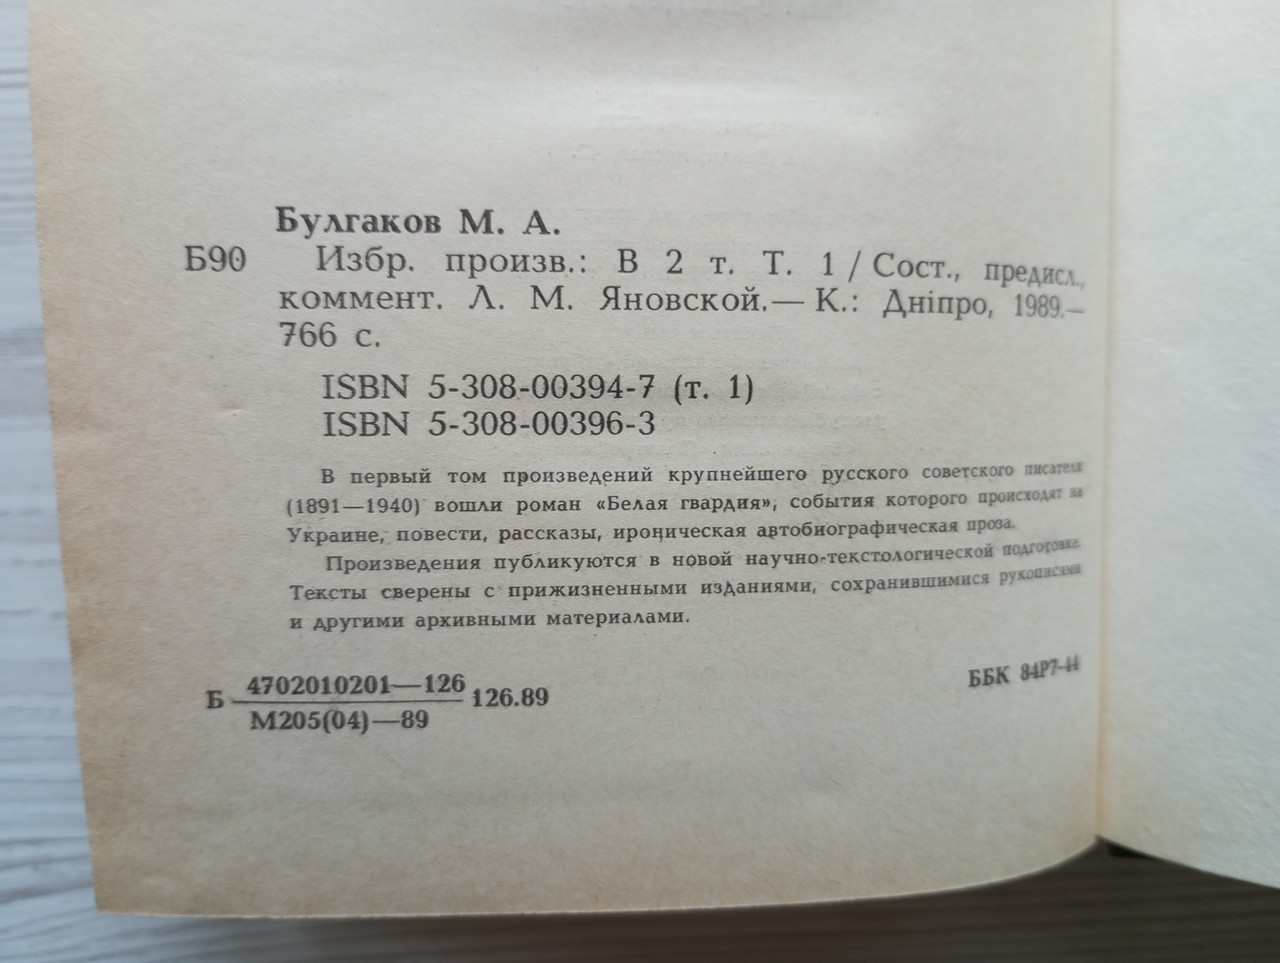 Булгаков М. А.
Б90 Избр. произв.: В 2 т. Т. 1 / Сост., предисл.,
коммент. Л. М. Яновской.— К.: Дніпро, 1989.—
766 с.
ISBN 5-308-00394-7 (т. 1)
ISBN 5-308-00396-3
В первый том произведений крупнейшего русского советского писателя
(1891—1940) вошли роман «Белая гвардия», события которого происходят на
Украине, повести, рассказы, ироническая автобиографическая проза.
Произведения публикуются в новой научно-текстологической подготовке.
Тексты сверены с прижизненными изданиями, сохранившимися рукописями
и другими архивными материалами.
4702010201—126
Б 126.89
М205(04)—89
ББК 84Р7-44